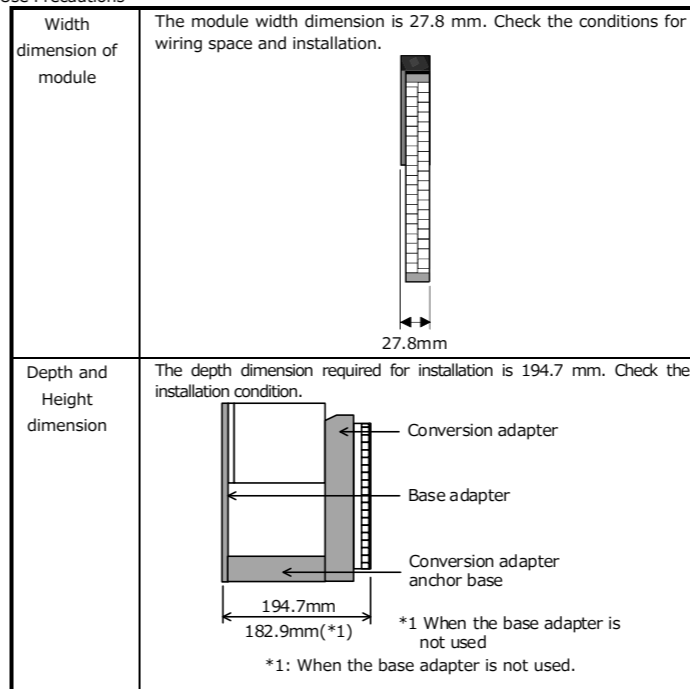 Use Precautions
Width
dimension of
module
The module width dimension is 27.8 mm. Check the conditions for
wiring space and installation.
27.8mm
Depth and
Height
dimension
The depth dimension required for installation is 194.7 mm. Check the
installation condition.
Conversion adapter
Base adapter
Conversion adapter
anchor base
194.7mm
182.9mm(*1)
*1 When the base adapter is
not used
*1: When the base adapter is not used.